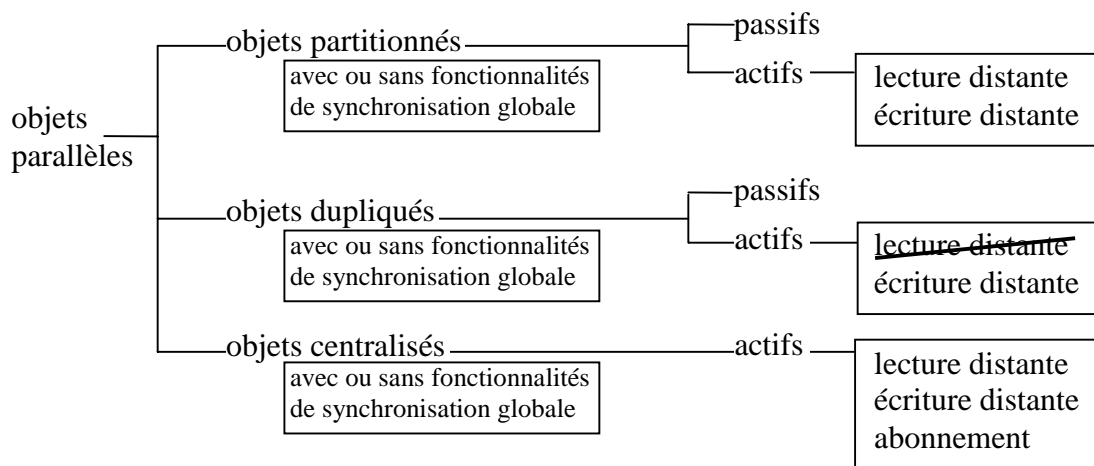 objets parallèles
objets partitionnés
avec ou sans fonctionnalités
de synchronisation globale
passifs
actifs
lecture distante
écriture distante
objets dupliqués
avec ou sans fonctionnalités
de synchronisation globale
passifs
actifs
lecture distante
écriture distante
objets centralisés
avec ou sans fonctionnalités
de synchronisation globale
actifs
lecture distante
écriture distante
abonnement